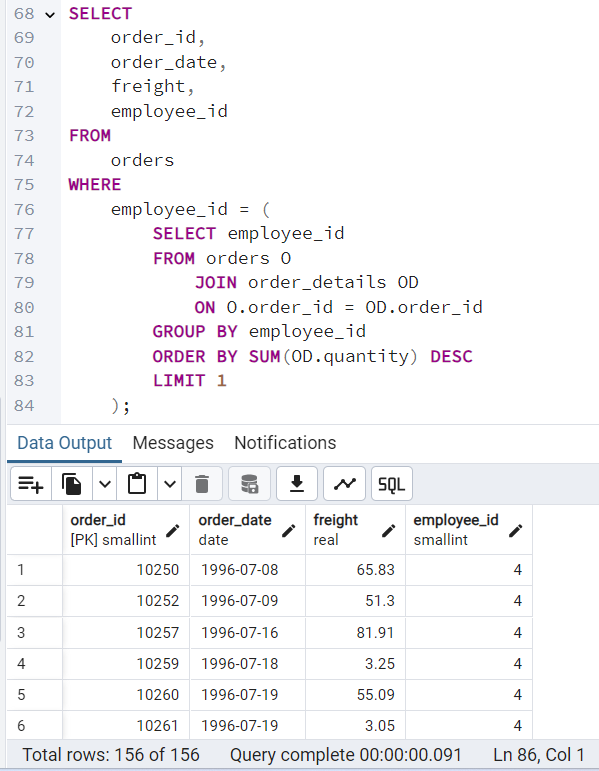 68 SELECT
69 order_id,
70 order_date,
71 freight,
72 employee_id
73 FROM
74 orders
75 WHERE
76 employee_id = (
77 SELECT employee_id
78 FROM orders O
79 JOIN order_details OD
80 ON O.order_id = OD.order_id
81 GROUP BY employee_id
82 ORDER BY SUM(OD.quantity) DESC
83 LIMIT 1
84 );
Data Output Messages Notifications
SQL
order_id order_date freight employee_id
[PK] smallint date real smallint
1 10250 1996-07-08 65.83 4
2 10252 1996-07-09 51.3 4
3 10257 1996-07-16 81.91 4
4 10259 1996-07-18 3.25 4
5 10260 1996-07-19 55.09 4
6 10261 1996-07-19 3.05 4
Total rows: 156 of 156 Query complete 00:00:00.091 Ln 86, Col 1